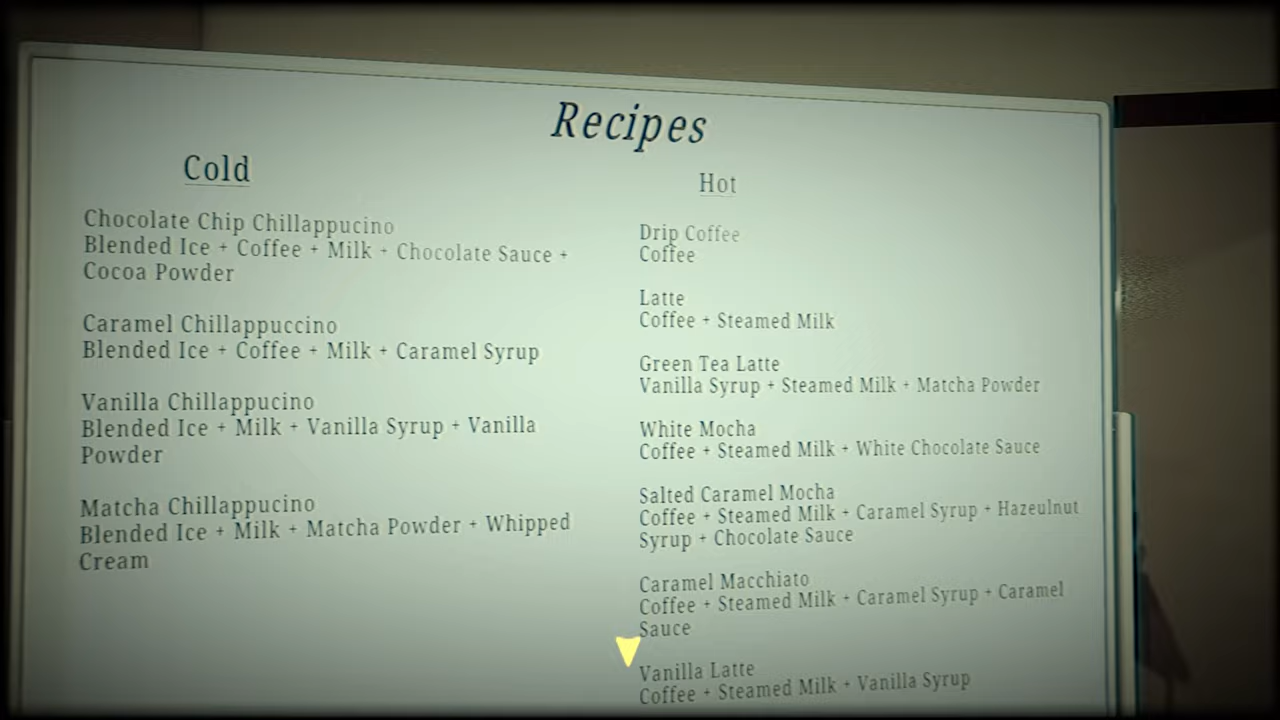 Recipes
Cold
Chocolate Chip Chillappucino
Blended Ice + Coffee + Milk + Chocolate Sauce +
Cocoa Powder
Caramel Chillappuccino
Blended Ice + Coffee + Milk + Caramel Syrup
Vanilla Chillappucino
Blended Ice + Milk + Vanilla Syrup + Vanilla
Powder
Matcha Chillappucino
Blended Ice + Milk + Matcha Powder + Whipped
Cream
Hot
Drip Coffee
Coffee
Latte
Coffee + Steamed Milk
Green Tea Latte
Vanilla Syrup + Steamed Milk + Matcha Powder
White Mocha
Coffee + Steamed Milk + White Chocolate Sauce
Salted Caramel Mocha
Coffee + Steamed Milk + Caramel Syrup + Hazeulnut
Syrup + Chocolate Sauce
Caramel Macchiato
Coffee + Steamed Milk + Caramel Syrup + Caramel
Sauce
Vanilla Latte
Coffee + Steamed Milk + Vanilla Syrup